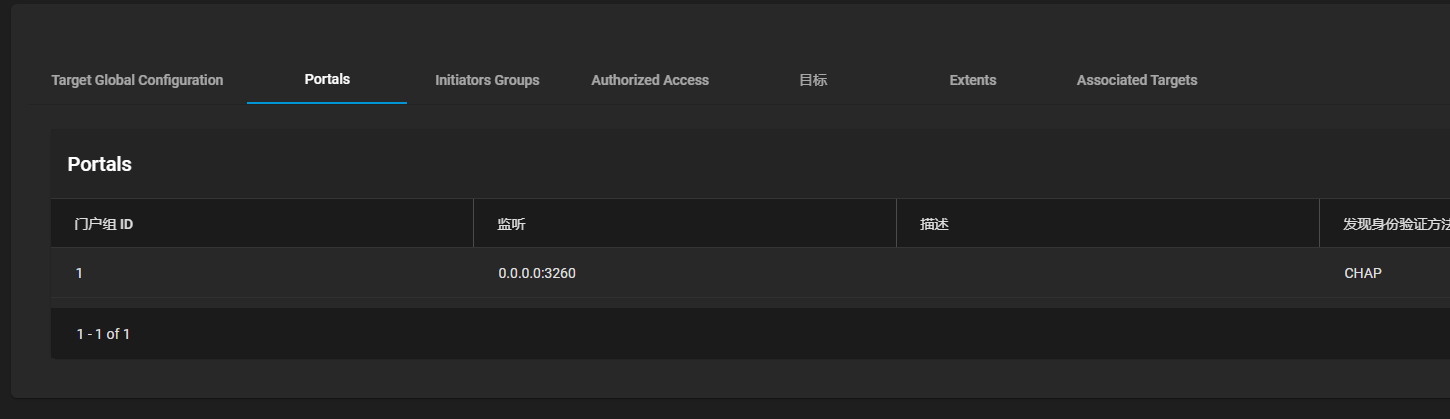 Target Global Configuration Portals Initiators Groups Authorized Access 目标 Extents Associated Targets
Portals
门户组 ID 监听 描述 发现身份验证方法
1 0.0.0.0:3260 CHAP
1 - 1 of 1